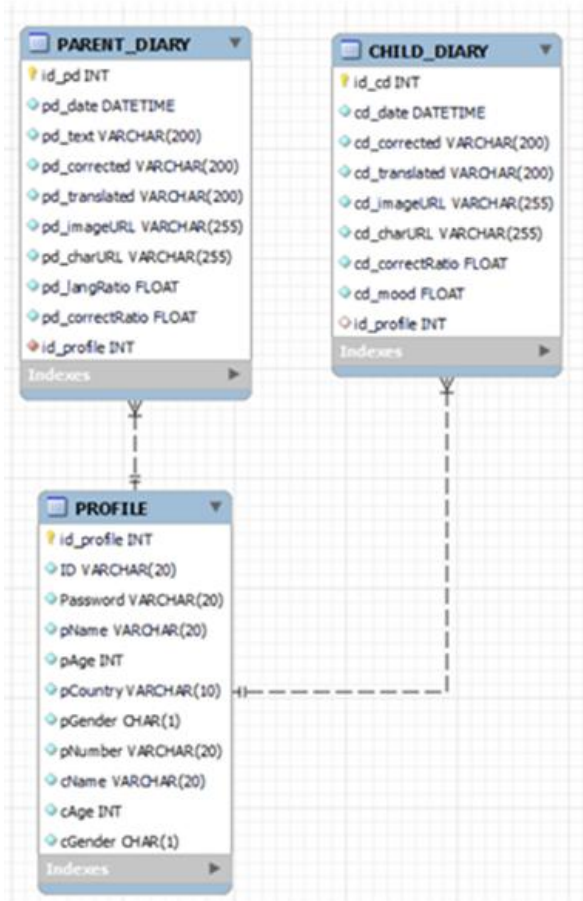 PARENT_DIARY
id_pd INT
pd_date DATETIME
pd_text VARCHAR(200)
pd_corrected VARCHAR(200)
pd_translated VARCHAR(200)
pd_imageURL VARCHAR(255)
pd_charURL VARCHAR(255)
pd_langRatio FLOAT
pd_correctRatio FLOAT
id_profile INT
Indexes
CHILD_DIARY
id_cd INT
cd_date DATETIME
cd_corrected VARCHAR(200)
cd_translated VARCHAR(200)
cd_imageURL VARCHAR(255)
cd_charURL VARCHAR(255)
cd_correctRatio FLOAT
cd_mood FLOAT
id_profile INT
Indexes
PROFILE
id_profile INT
ID VARCHAR(20)
Password VARCHAR(20)
pName VARCHAR(20)
pAge INT
pCountry VARCHAR(10)
pGender CHAR(1)
pNumber VARCHAR(20)
cName VARCHAR(20)
cAge INT
cGender CHAR(1)
Indexes